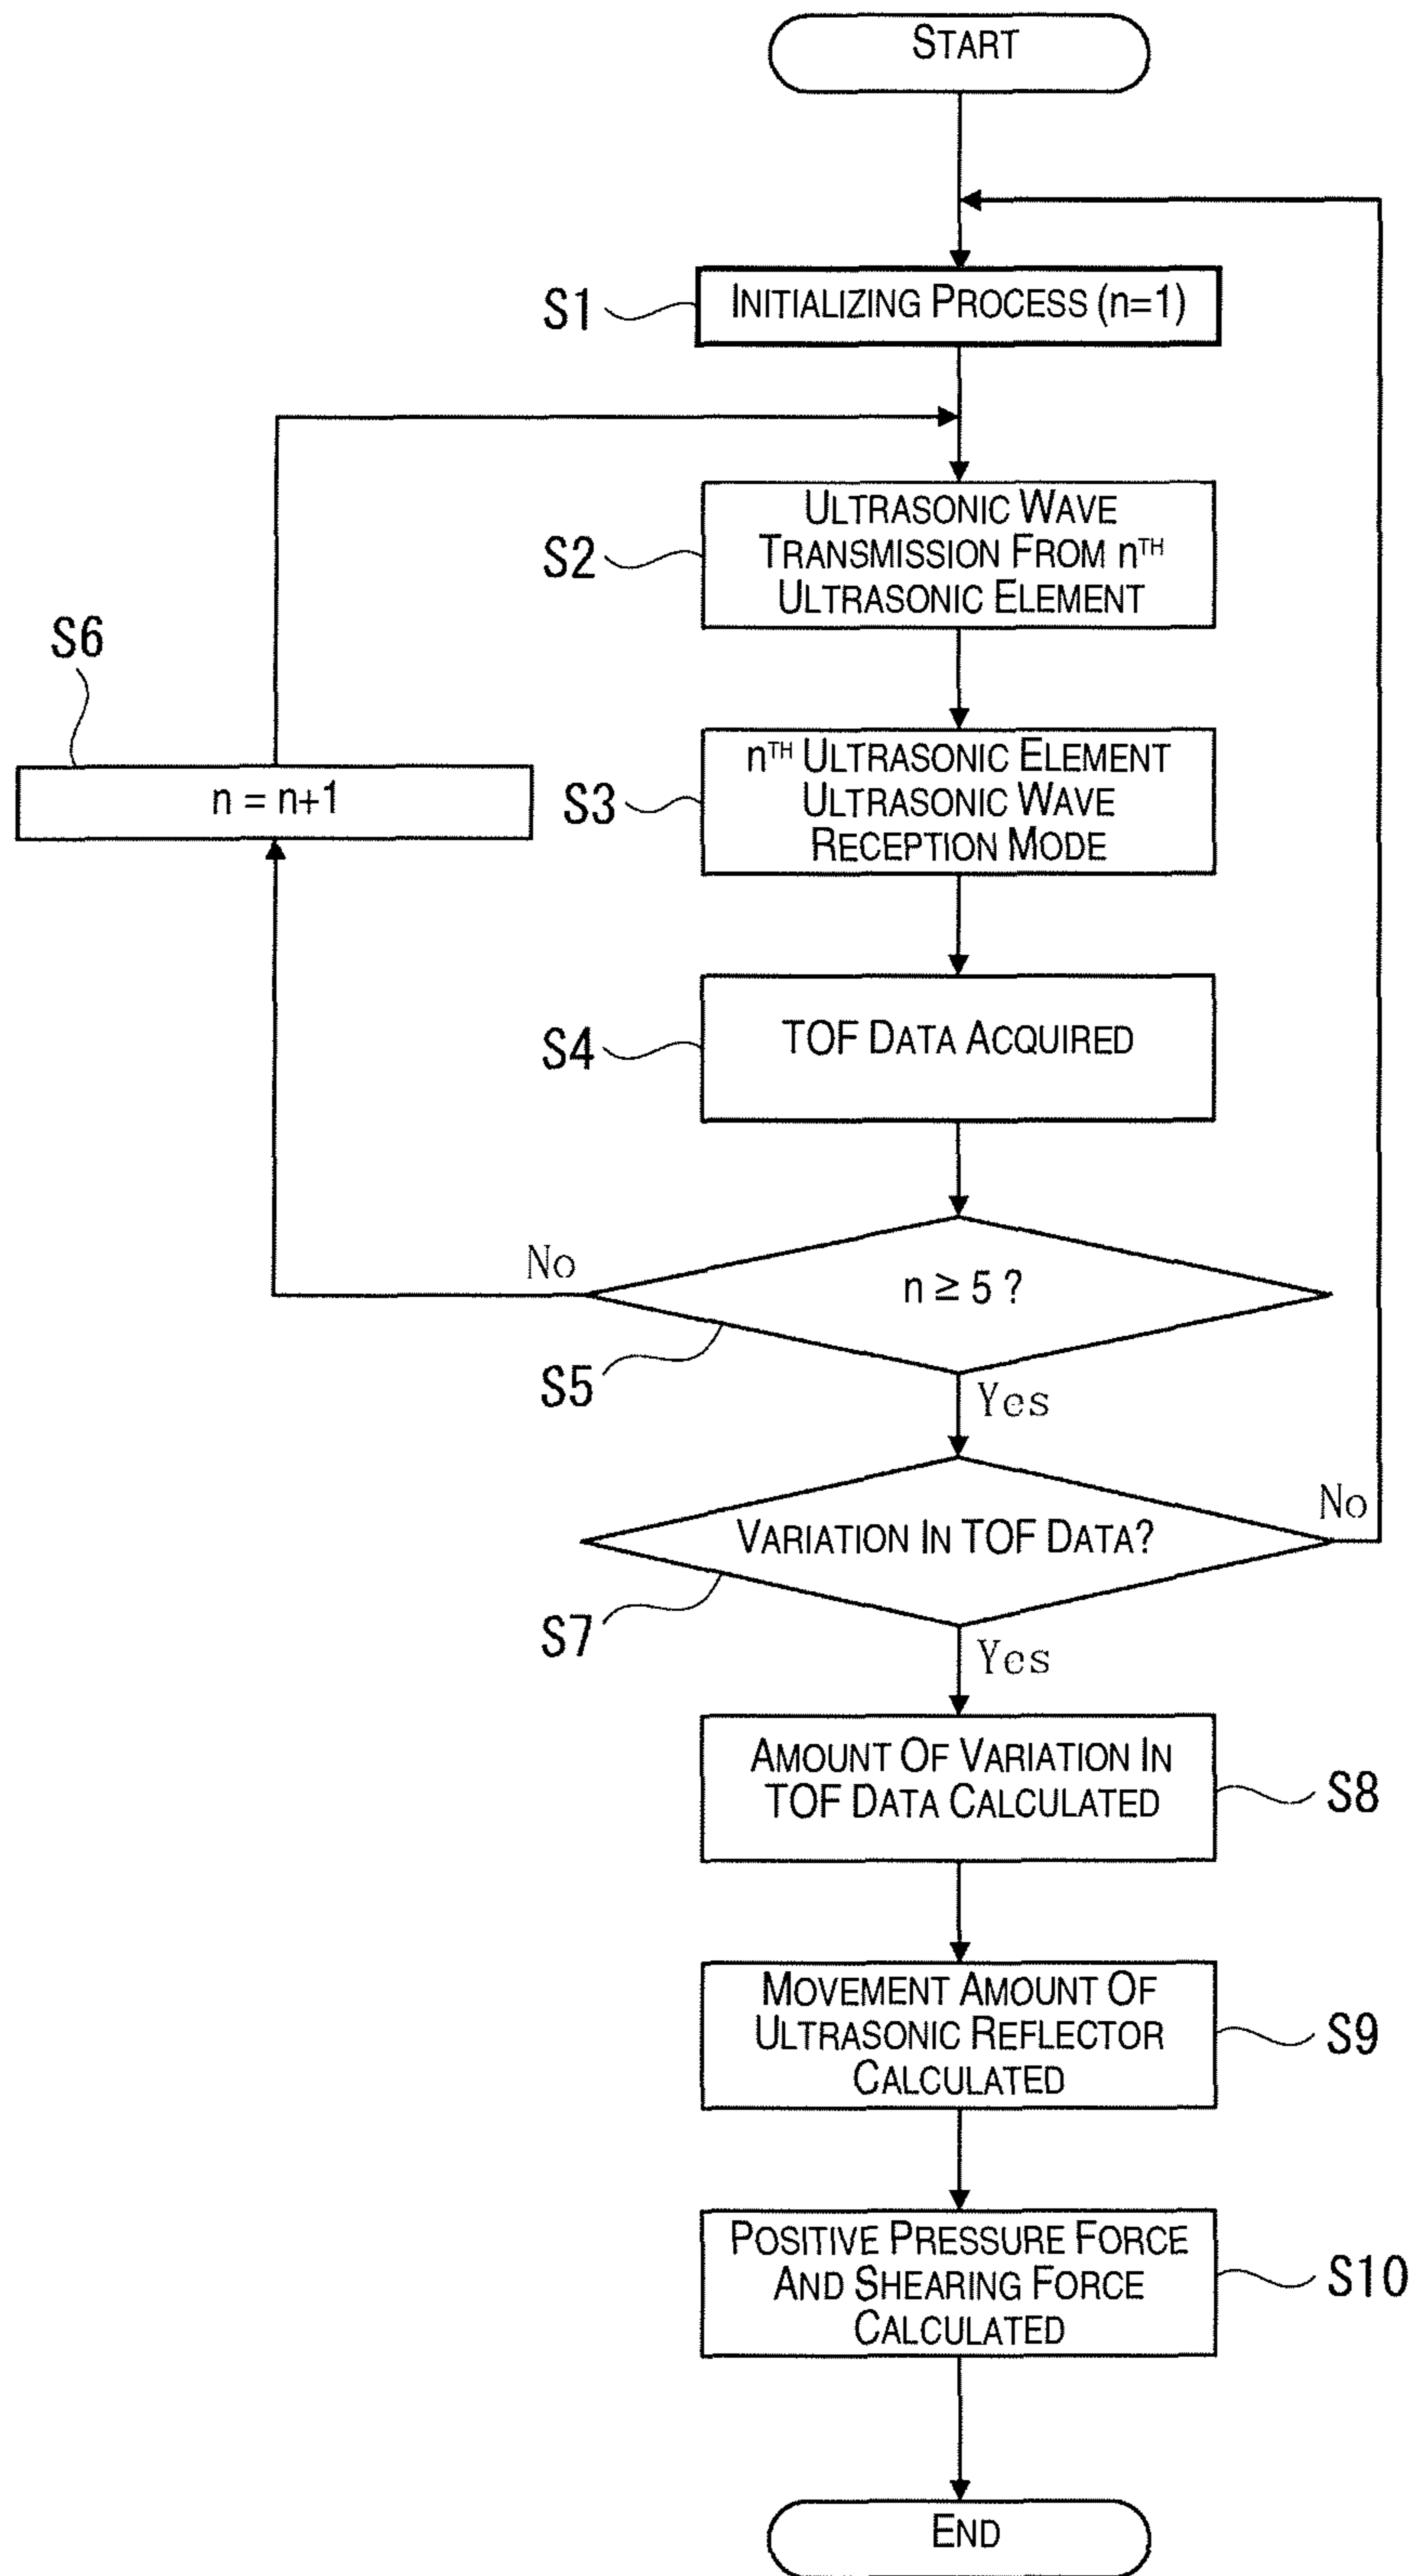 START
S1
INITIALIZING PROCESS (n=1)
ULTRASONIC WAVE
TRANSMISSION FROM nTH
ULTRASONIC ELEMENT
S2
S6
n = n+1
nTH ULTRASONIC ELEMENT
ULTRASONIC WAVE
RECEPTION MODE
S3
TOF DATA ACQUIRED
S4
No
n ≥ 5 ?
S5
Yes
No
VARIATION IN TOF DATA?
S7
Yes
AMOUNT OF VARIATION IN
TOF DATA CALCULATED
S8
MOVEMENT AMOUNT OF
ULTRASONIC REFLECTOR
CALCULATED
S9
POSITIVE PRESSURE FORCE
AND SHEARING FORCE
CALCULATED
S10
END